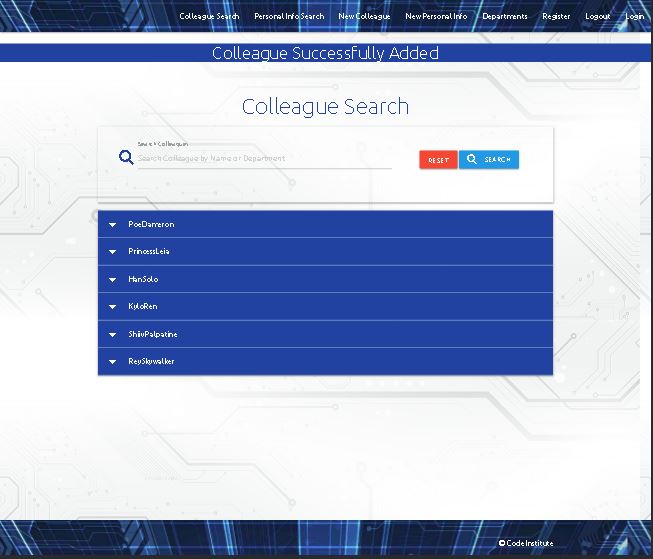 Colleague Search Personal Info Search New Colleague New Personal Info Departments Register Logout Login
Colleague Successfully Added
Colleague Search
Search Colleagues
Search Colleague by Name or Department
RESET
SEARCH
PoeDameron
PrincessLeia
HanSolo
KyloRen
ShiivPalpatine
ReySkywalker
© Code Institute